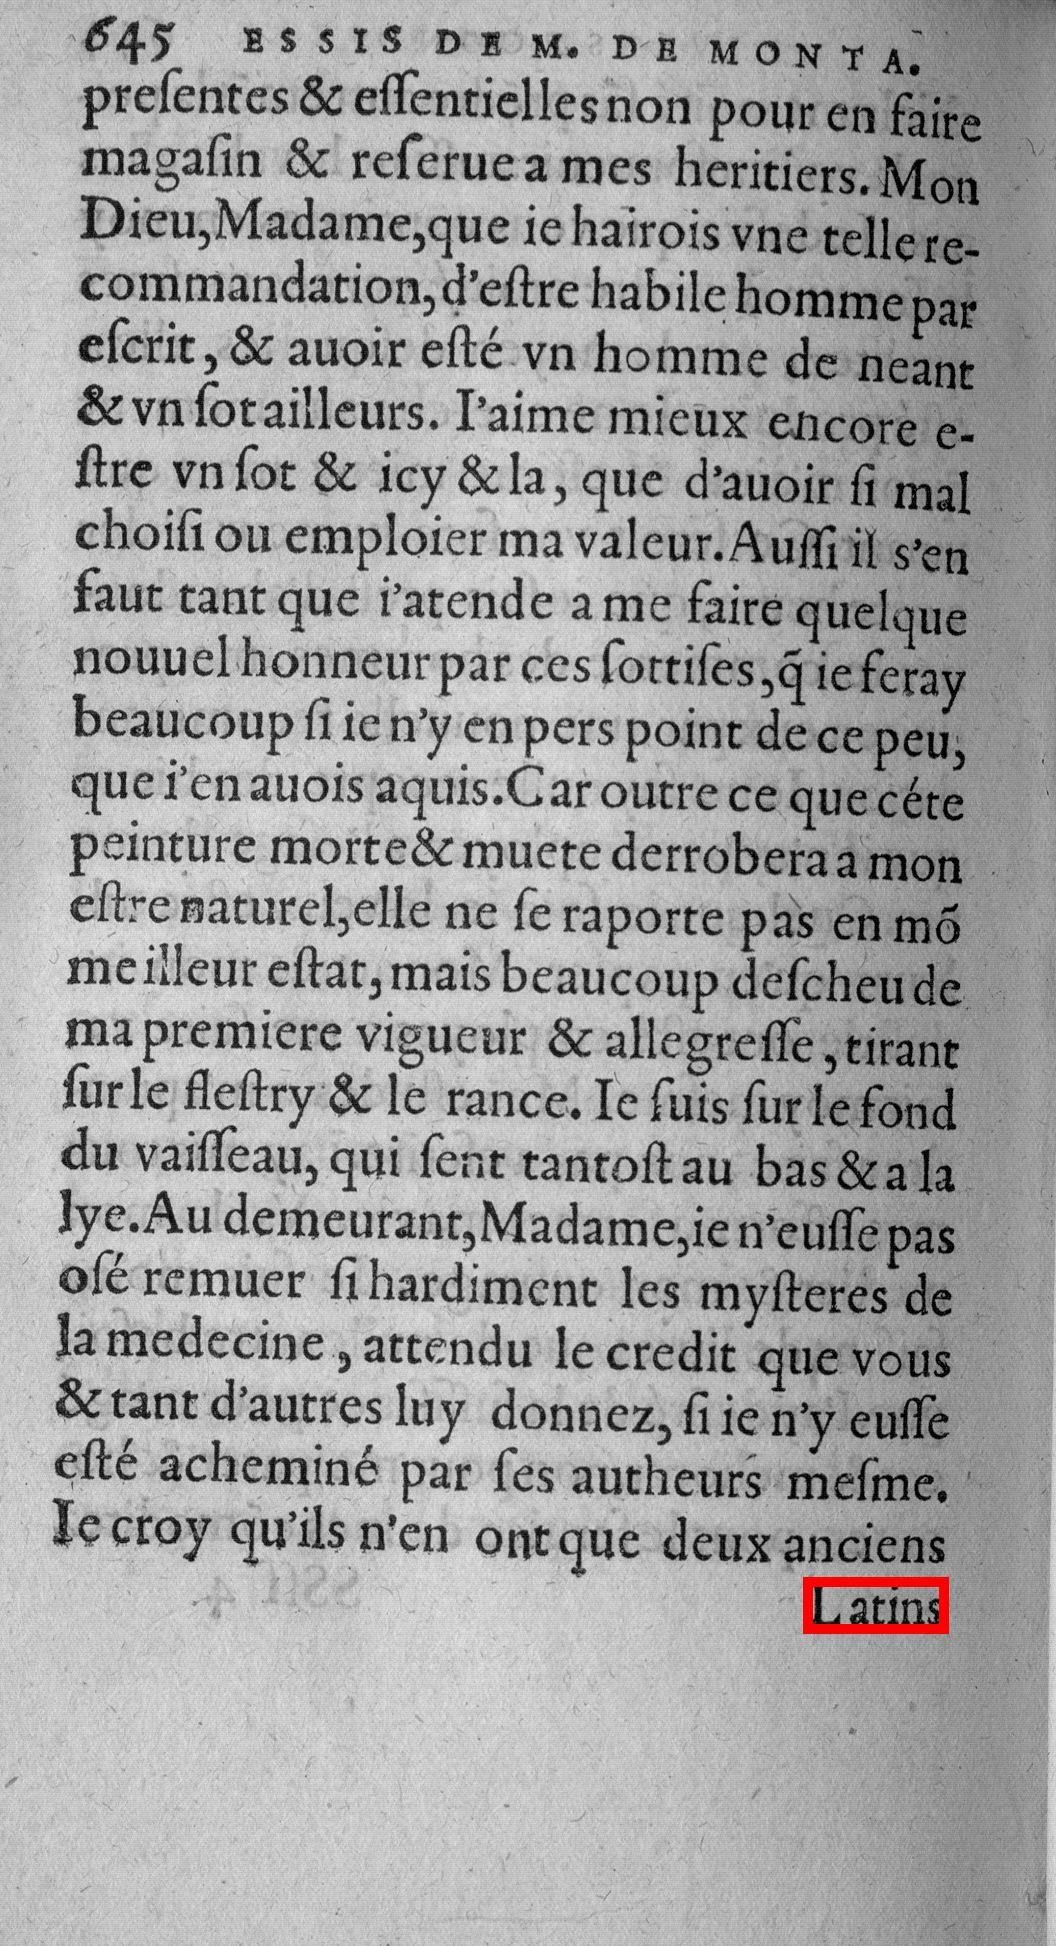 645 ESSIS DE M. DE MONTA.
preſentes & eſſentielles non pour en faire
magaſin & reſerue a mes heritiers. Mon
Dieu, Madame, que ie haïrois vne telle re-
commandation, d'eſtre habile homme par
eſcrit, & auoir eſté vn homme de neant
& vn ſot ailleurs. I'aime mieux encore e-
ſtre vn ſot & icy & la, que d'auoir ſi mal
choiſi ou emploier ma valeur. Auſſi il s'en
faut tant que i'atende a me faire quelque
nouuel honneur par ces ſottiſes, q̃ ie feray
beaucoup ſi ie n'y en pers point de ce peu,
que i'en auois aquis. Car outre ce que céte
peinture morte & muete derrobera a mon
eſtre naturel, elle ne ſe raporte pas en mõ
meilleur eſtat, mais beaucoup deſcheu de
ma premiere vigueur & allegreſſe, tirant
ſur le fleſtry & le rance. Ie ſuis ſur le fond
du vaiſſeau, qui ſent tantoſt au bas & a la
lye. Au demeurant, Madame, ie n'euſſe pas
oſé remuer ſi hardiment les myſteres de
la medecine, attendu le credit que vous
& tant d'autres luy donnez, ſi ie n'y euſſe
eſté acheminé par ſes autheurs meſme.
Ie croy qu'ils n'en ont que deux anciens
Latins